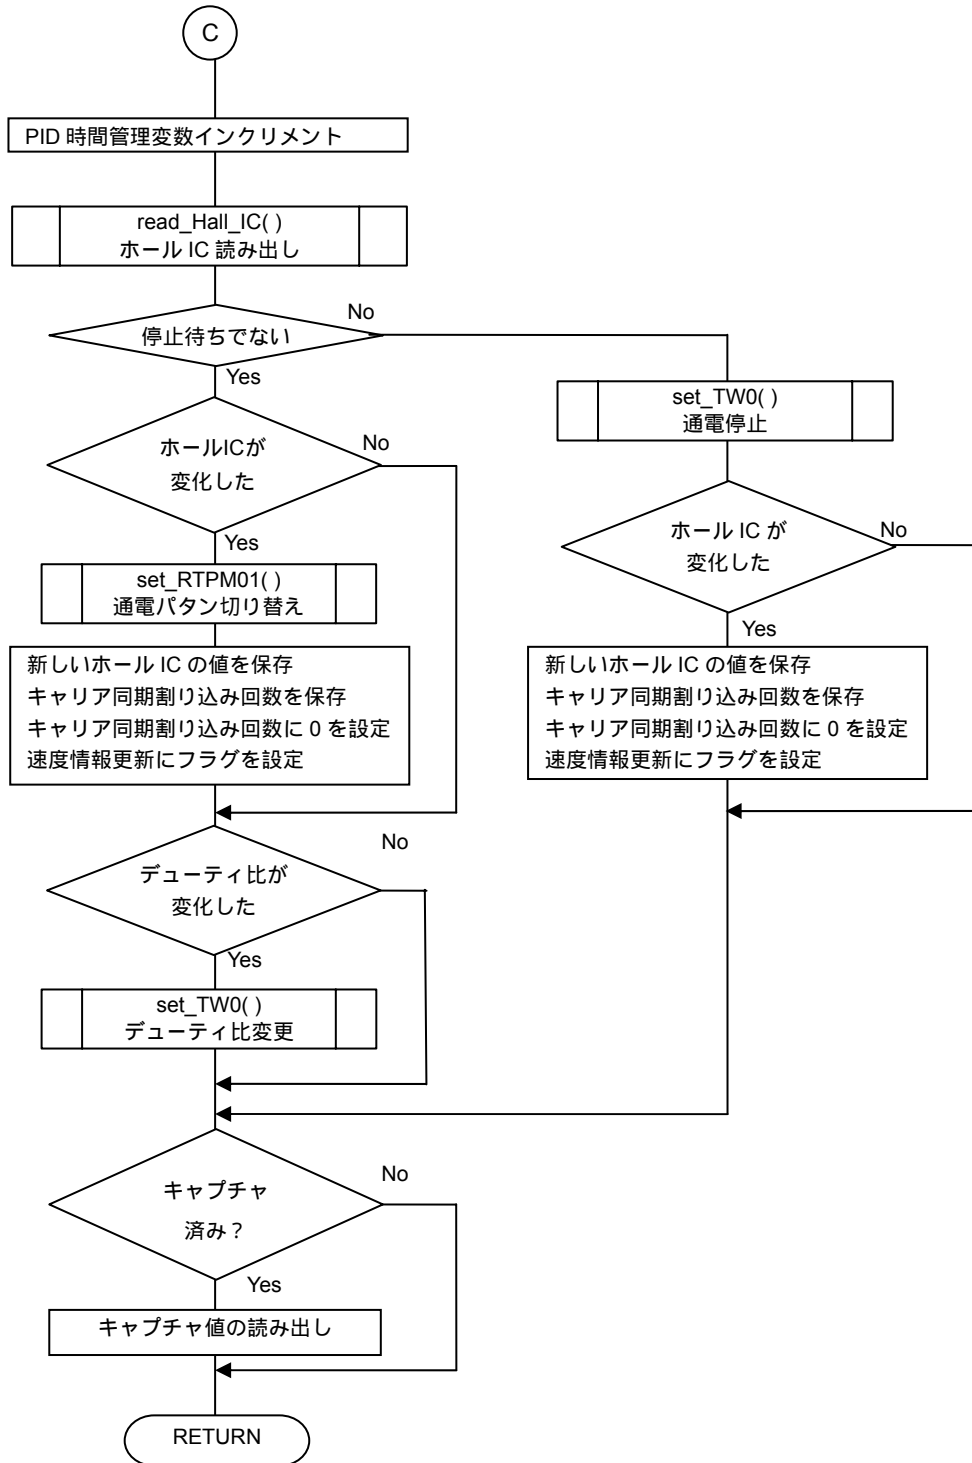 C
PID 時間管理変数インクリメント
read_Hall_IC( )
ホール IC 読み出し
停止待ちでない
No
Yes
ホールICが
変化した
No
Yes
set_RTPM01( )
通電パタン切り替え
新しいホール IC の値を保存
キャリア同期割り込み回数を保存
キャリア同期割り込み回数に 0 を設定
速度情報更新にフラグを設定
set_TW0( )
通電停止
ホール IC が
変化した
No
Yes
新しいホール IC の値を保存
キャリア同期割り込み回数を保存
キャリア同期割り込み回数に 0 を設定
速度情報更新にフラグを設定
デューティ比が
変化した
No
Yes
set_TW0( )
デューティ比変更
キャプチャ
済み？
No
Yes
キャプチャ値の読み出し
RETURN